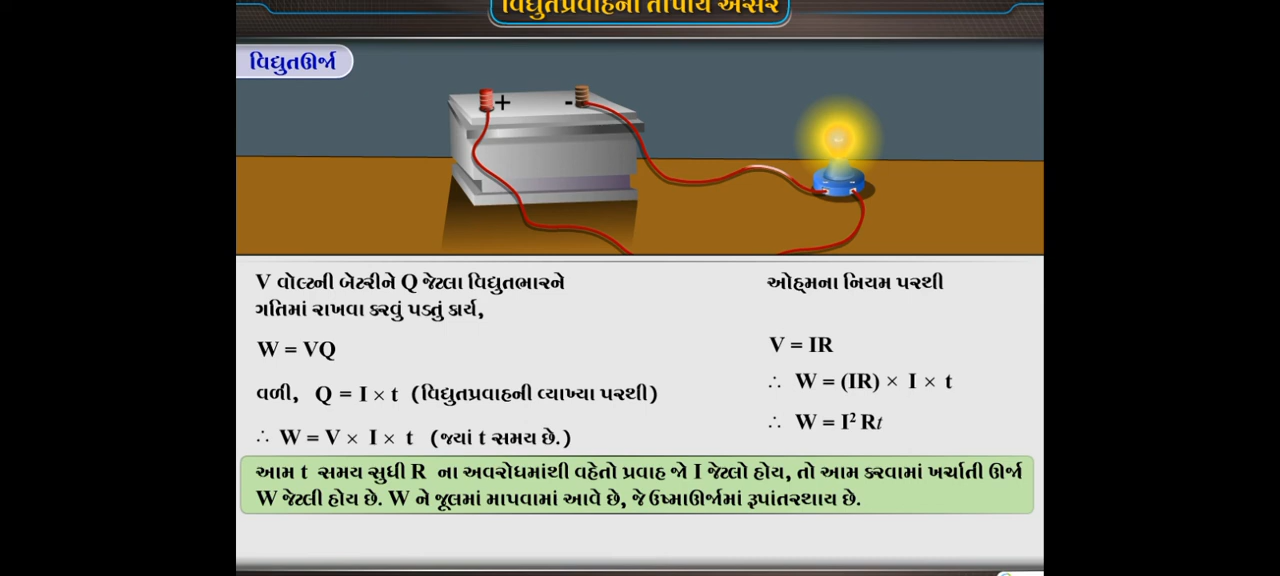 વિદ્યુતપ્રવાહની તાપીય અસર
વિદ્યુતઊર્જા
+ -
V વોલ્ટની બૅટરીને Q જેટલા વિદ્યુતભારને
ગતિમાં રાખવા કરવું પડતું કાર્ય,
W = VQ
વળી, Q = I × t (વિદ્યુતપ્રવાહની વ્યાખ્યા પરથી)
∴ W = V × I × t (જ્યાં t સમય છે.)
ઓહ્મના નિયમ પરથી
V = IR
∴ W = (IR) × I × t
∴ W = I² Rt
આમ t સમય સુધી R ના અવરોધમાંથી વહેતો પ્રવાહ જો I જેટલો હોય, તો આમ કરવામાં ખર્ચાતી ઊર્જા
W જેટલી હોય છે. W ને જૂલમાં માપવામાં આવે છે, જે ઉષ્માઊર્જામાં રૂપાંતરથાય છે.